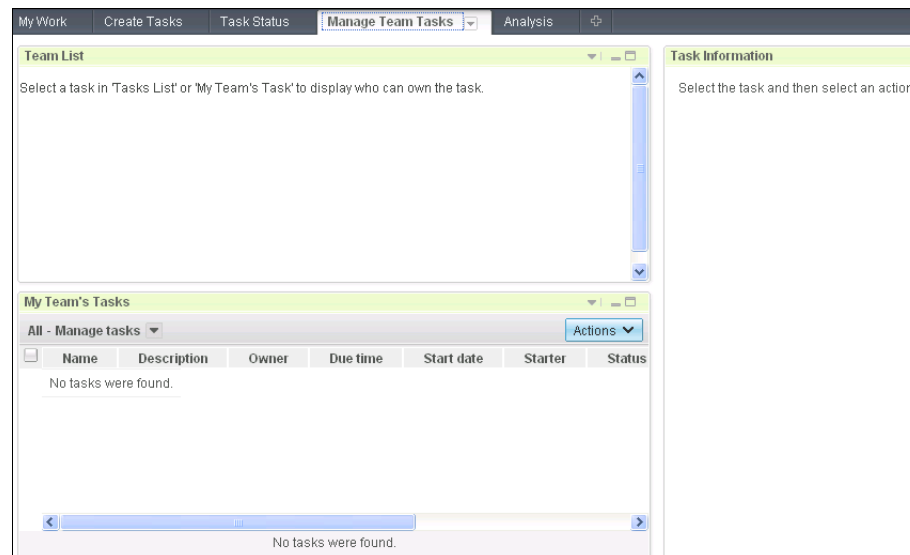 My Work Create Tasks Task Status Manage Team Tasks Analysis
Team List
Select a task in 'Tasks List' or 'My Team's Task' to display who can own the task.
Task Information
Select the task and then select an action
My Team's Tasks
All - Manage tasks Actions
Name Description Owner Due time Start date Starter Status
No tasks were found.
No tasks were found.